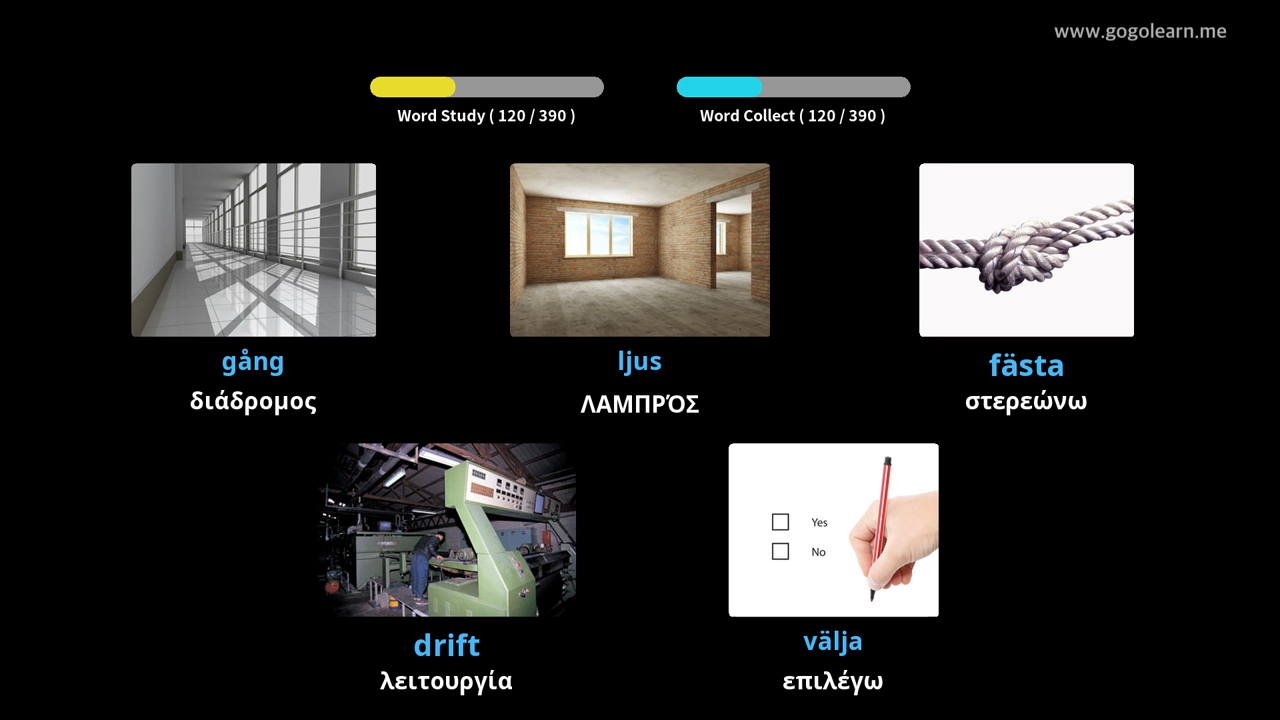 www.gogolearn.me
Word Study ( 120 / 390 )
Word Collect ( 120 / 390 )
gång
ljus
fästa
διάδρομος
ΛΑΜΠΡΌΣ
στερεώνω
Yes
No
drift
välja
λειτουργία
επιλέγω